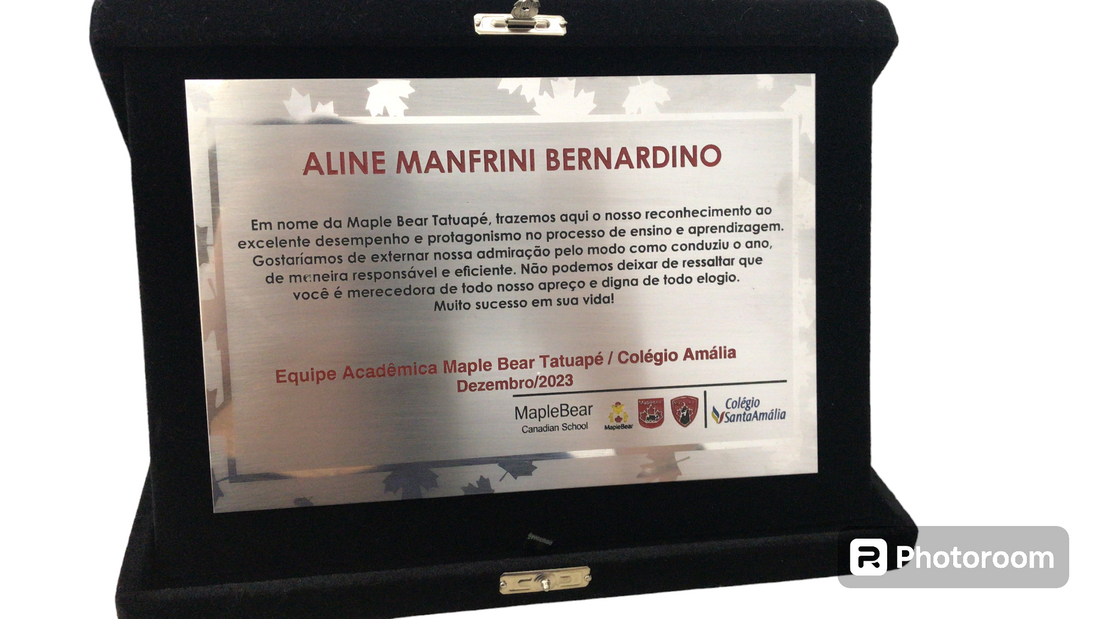 ALINE MANFRINI BERNARDINO
Em nome da Maple Bear Tatuapé, trazemos aqui o nosso reconhecimento ao
excelente desempenho e protagonismo no processo de ensino e aprendizagem.
Gostaríamos de externar nossa admiração pelo modo como conduziu o ano,
de maneira responsável e eficiente. Não podemos deixar de ressaltar que
você é merecedora de todo nosso apreço e digna de todo elogio.
Muito sucesso em sua vida!
Equipe Acadêmica Maple Bear Tatuapé / Colégio Amália
Dezembro/2023
MapleBear
Canadian School
MapleBear
Colégio
SantaAmália
Photoroom